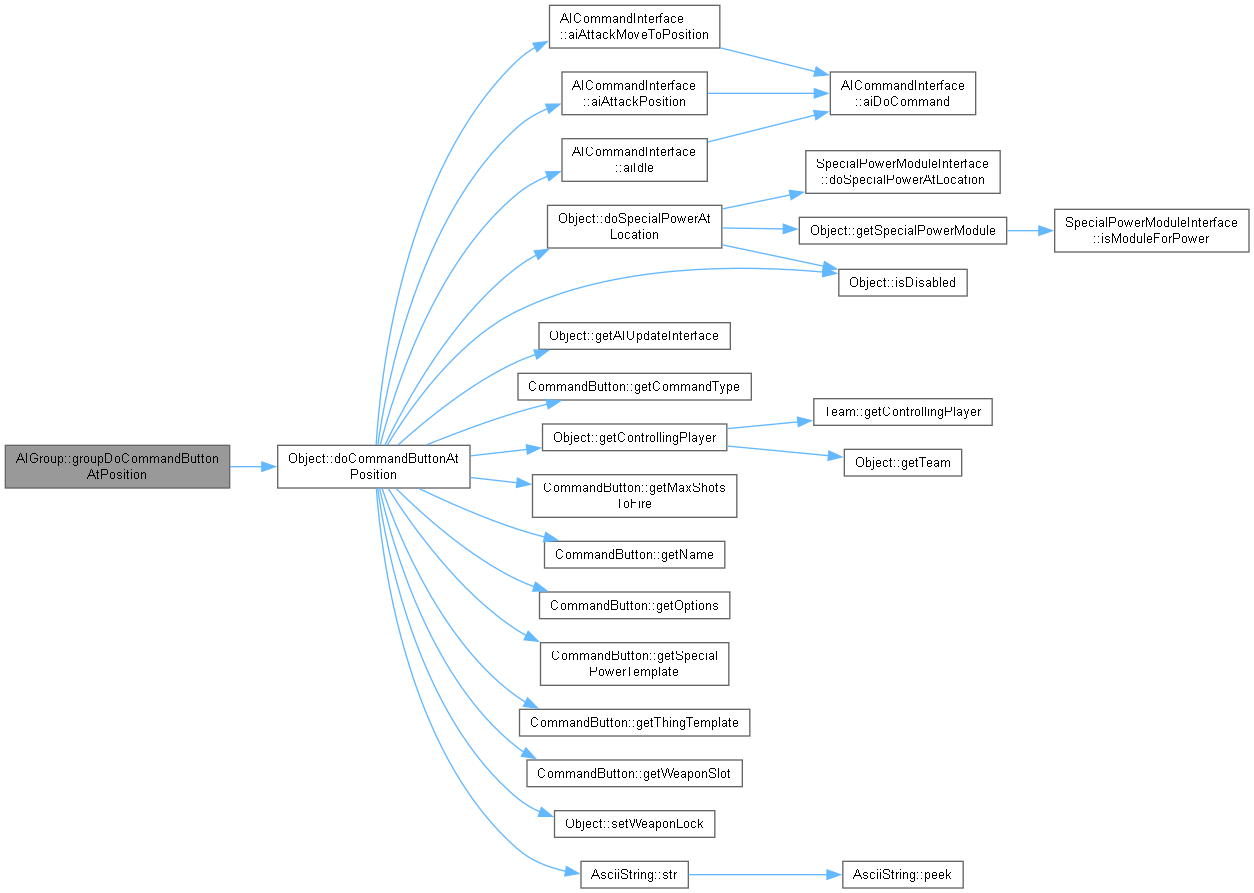 AIGroup::groupDoCommandButton
AtPosition
Object::doCommandButtonAt
Position
AICommandInterface
::aiAttackMoveToPosition
AICommandInterface
::aiAttackPosition
AICommandInterface
::aiIdle
AICommandInterface
::aiDoCommand
Object::doSpecialPowerAt
Location
SpecialPowerModuleInterface
::doSpecialPowerAtLocation
Object::getSpecialPowerModule
SpecialPowerModuleInterface
::isModuleForPower
Object::isDisabled
Object::getAIUpdateInterface
CommandButton::getCommandType
Object::getControllingPlayer
Team::getControllingPlayer
Object::getTeam
CommandButton::getMaxShots
ToFire
CommandButton::getName
CommandButton::getOptions
CommandButton::getSpecial
PowerTemplate
CommandButton::getThingTemplate
CommandButton::getWeaponSlot
Object::setWeaponLock
AsciiString::str
AsciiString::peek